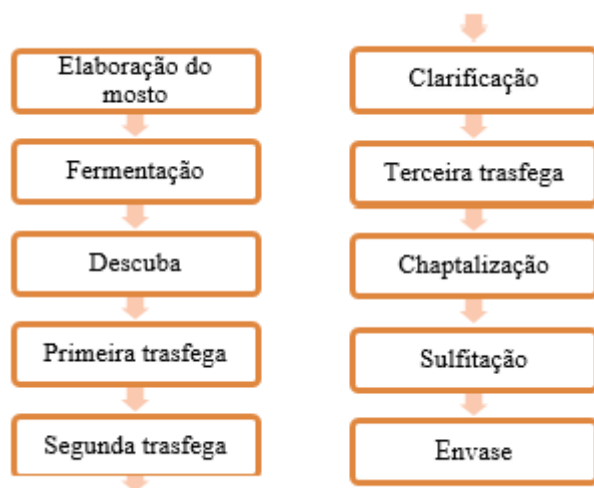 Elaboração do
mosto
Fermentação
Descuba
Primeira trasfega
Segunda trasfega
Clarificação
Terceira trasfega
Chaptalização
Sulfitação
Envase